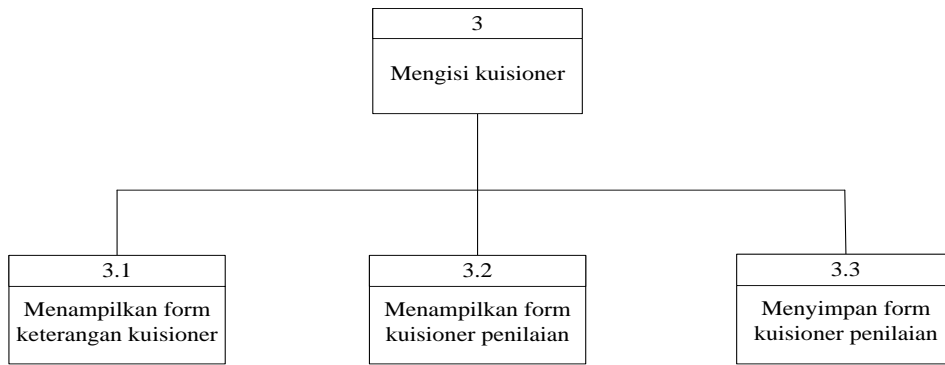 3
Mengisi kuisioner
3.1
Menampilkan form
keterangan kuisioner
3.2
Menampilkan form
kuisioner penilaian
3.3
Menyimpan form
kuisioner penilaian